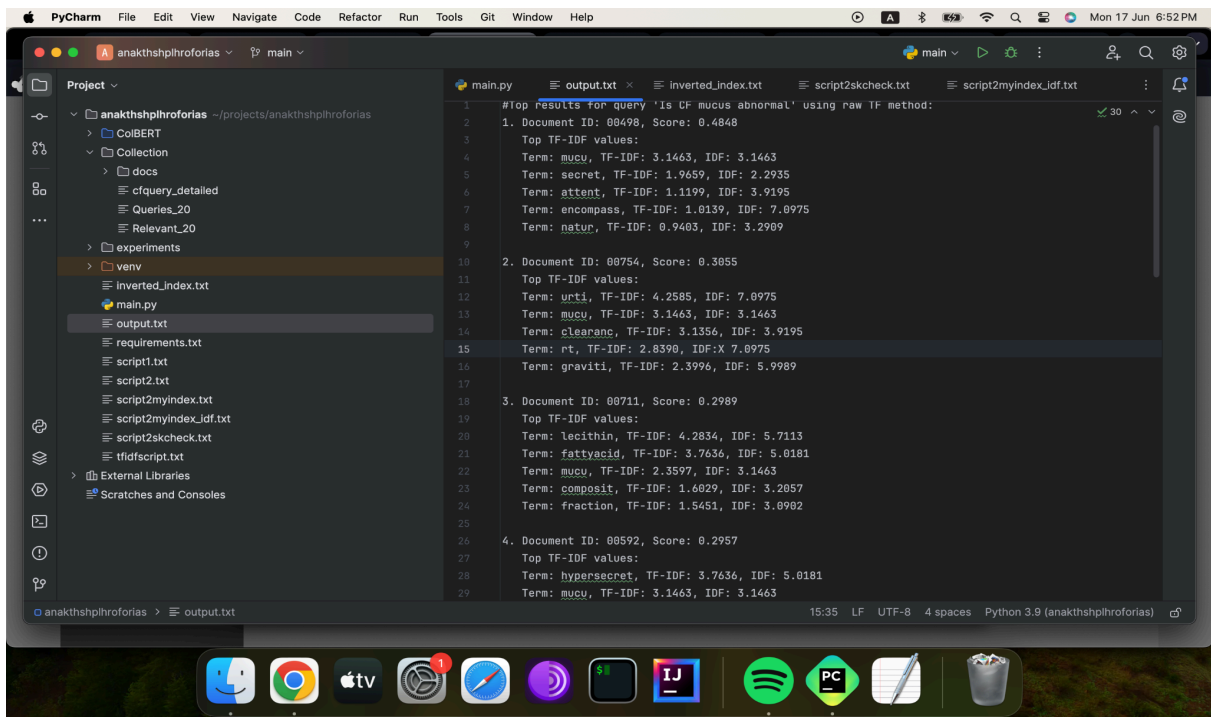 PyCharm File Edit View Navigate Code Refactor Run Tools Git Window Help A Mon 17 Jun 6:52 PM
A anakthshplhroforias main main
Project
main.py output.txt inverted_index.txt script2skcheck.txt script2myindex_idf.txt
anakthshplhroforias ~/projects/anakthshplhroforias
ColBERT
Collection
docs
cfquery_detailed
Queries_20
Relevant_20
experiments
venv
inverted_index.txt
main.py
output.txt
requirements.txt
script1.txt
script2.txt
script2myindex.txt
script2myindex_idf.txt
script2skcheck.txt
tfidfscript.txt
External Libraries
Scratches and Consoles
30
1 #Top results for query 'Is CF mucus abnormal' using raw TF method:
2 1. Document ID: 00498, Score: 0.4848
3 Top TF-IDF values:
4 Term: mucu, TF-IDF: 3.1463, IDF: 3.1463
5 Term: secret, TF-IDF: 1.9659, IDF: 2.2935
6 Term: attent, TF-IDF: 1.1199, IDF: 3.9195
7 Term: encompass, TF-IDF: 1.0139, IDF: 7.0975
8 Term: natur, TF-IDF: 0.9403, IDF: 3.2909
9
10 2. Document ID: 00754, Score: 0.3055
11 Top TF-IDF values:
12 Term: urti, TF-IDF: 4.2585, IDF: 7.0975
13 Term: mucu, TF-IDF: 3.1463, IDF: 3.1463
14 Term: clearanc, TF-IDF: 3.1356, IDF: 3.9195
15 Term: rt, TF-IDF: 2.8390, IDF:X 7.0975
16 Term: graviti, TF-IDF: 2.3996, IDF: 5.9989
17
18 3. Document ID: 00711, Score: 0.2989
19 Top TF-IDF values:
20 Term: lecithin, TF-IDF: 4.2834, IDF: 5.7113
21 Term: fattyacid, TF-IDF: 3.7636, IDF: 5.0181
22 Term: mucu, TF-IDF: 2.3597, IDF: 3.1463
23 Term: composit, TF-IDF: 1.6029, IDF: 3.2057
24 Term: fraction, TF-IDF: 1.5451, IDF: 3.0902
25
26 4. Document ID: 00592, Score: 0.2957
27 Top TF-IDF values:
28 Term: hypersecret, TF-IDF: 3.7636, IDF: 5.0181
29 Term: mucu, TF-IDF: 3.1463, IDF: 3.1463
anakthshplhroforias > output.txt 15:35 LF UTF-8 4 spaces Python 3.9 (anakthshplhroforias)
tv 1 $ IJ PC